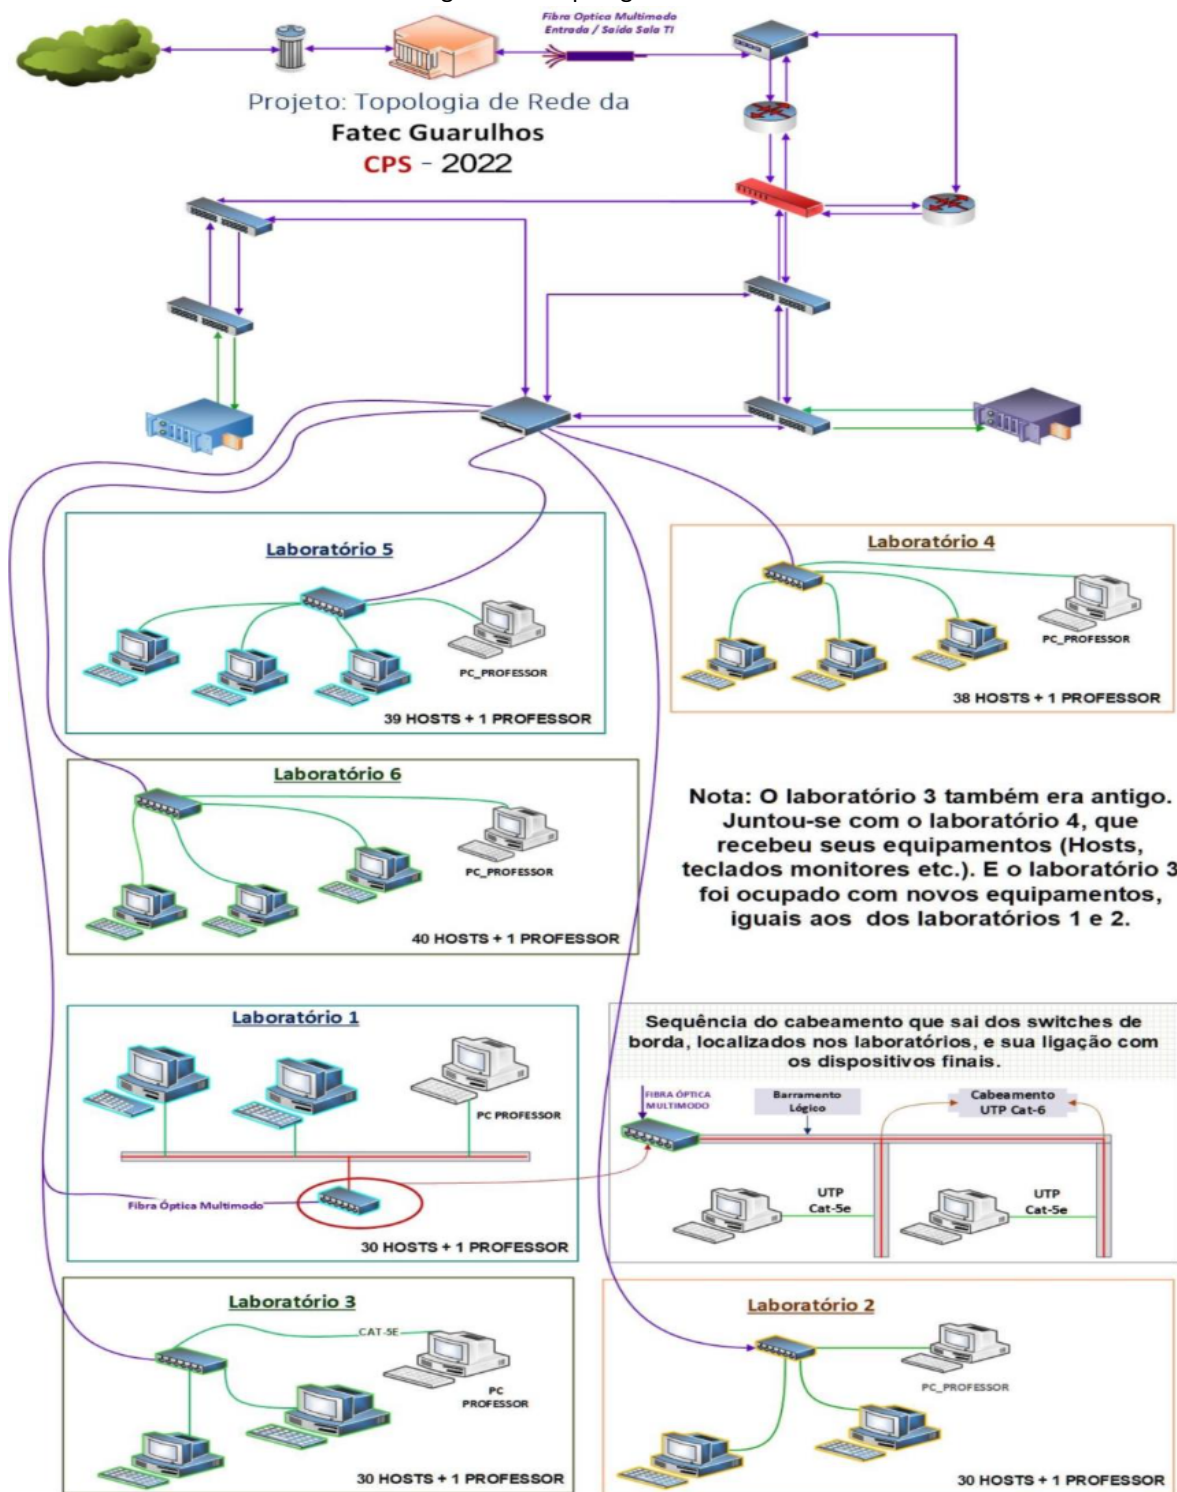 Fibra Optica Multimodo
Entrada / Saída Sala TI
Projeto: Topologia de Rede da
Fatec Guarulhos
CPS - 2022
Laboratório 5
PC_PROFESSOR
39 HOSTS + 1 PROFESSOR
Laboratório 4
PC_PROFESSOR
38 HOSTS + 1 PROFESSOR
Laboratório 6
PC_PROFESSOR
40 HOSTS + 1 PROFESSOR
Nota: O laboratório 3 também era antigo.
Juntou-se com o laboratório 4, que
recebeu seus equipamentos (Hosts,
teclados monitores etc.). E o laboratório 3
foi ocupado com novos equipamentos,
iguais aos dos laboratórios 1 e 2.
Laboratório 1
PC PROFESSOR
Fibra Óptica Multimodo
30 HOSTS + 1 PROFESSOR
Sequência do cabeamento que sai dos switches de
borda, localizados nos laboratórios, e sua ligação com
os dispositivos finais.
FIBRA ÓPTICA
MULTIMODO
Barramento
Lógico
Cabeamento
UTP Cat-6
UTP
Cat-5e
UTP
Cat-5e
Laboratório 3
CAT-5E
PC
PROFESSOR
30 HOSTS + 1 PROFESSOR
Laboratório 2
PC_PROFESSOR
30 HOSTS + 1 PROFESSOR